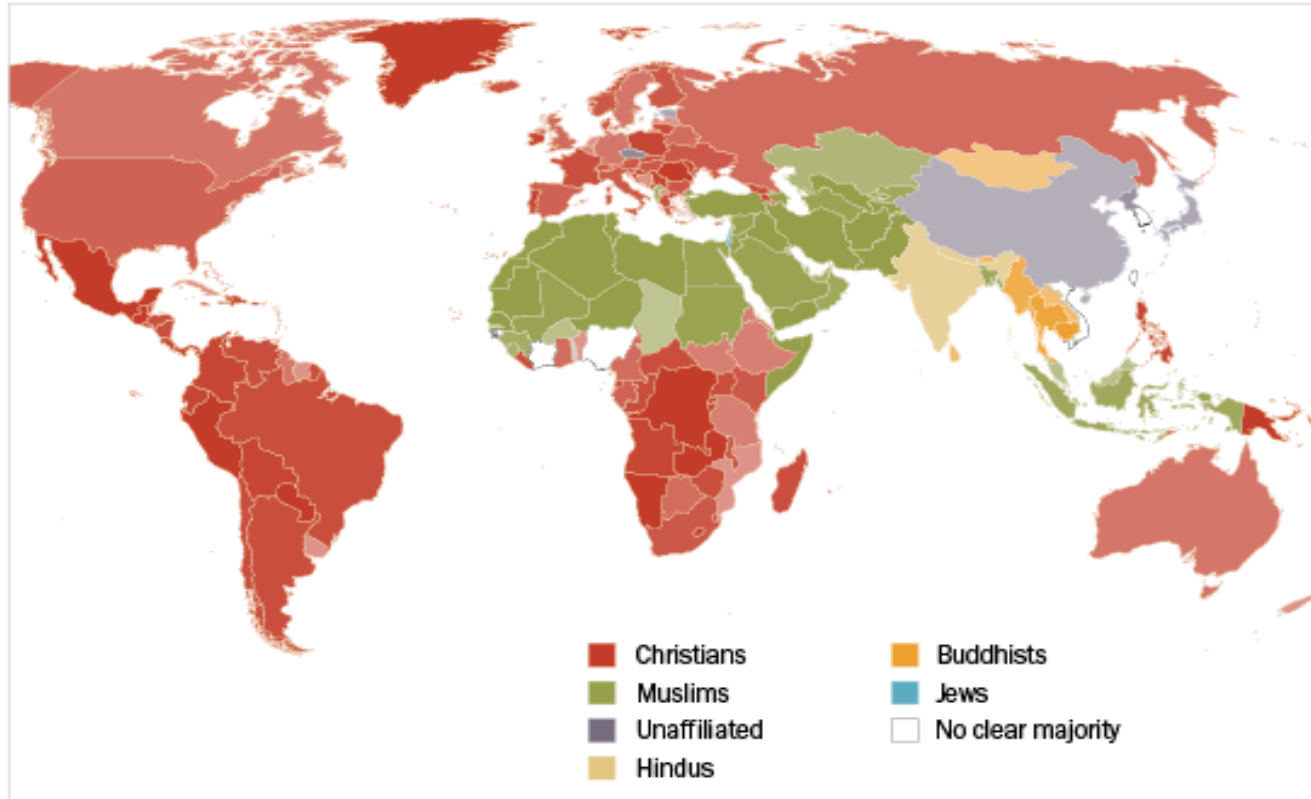 Christians
Muslims
Unaffiliated
Hindus
Buddhists
Jews
No clear majority